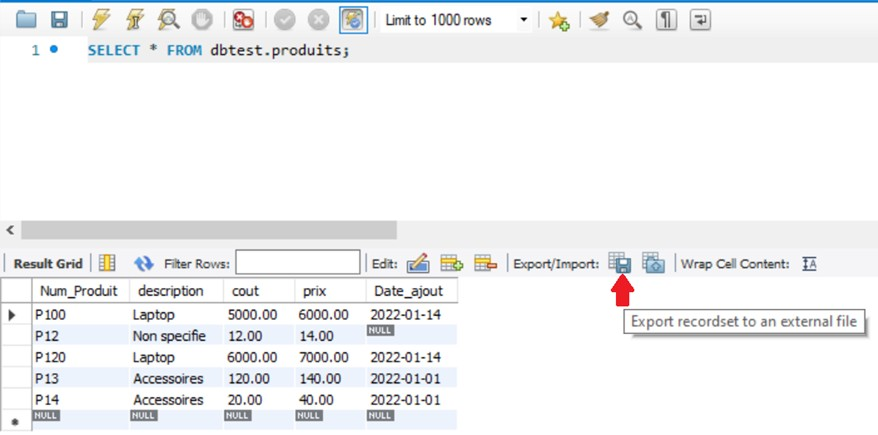 Limit to 1000 rows
1 SELECT * FROM dbtest.produits;
Result Grid Filter Rows: Edit: Export/Import: Wrap Cell Content:
Num_Produit description cout prix Date_ajout
P100 Laptop 5000.00 6000.00 2022-01-14
P12 Non specifie 12.00 14.00 NULL
P120 Laptop 6000.00 7000.00 2022-01-14
P13 Accessoires 120.00 140.00 2022-01-01
P14 Accessoires 20.00 40.00 2022-01-01
NULL NULL NULL NULL NULL
Export recordset to an external file